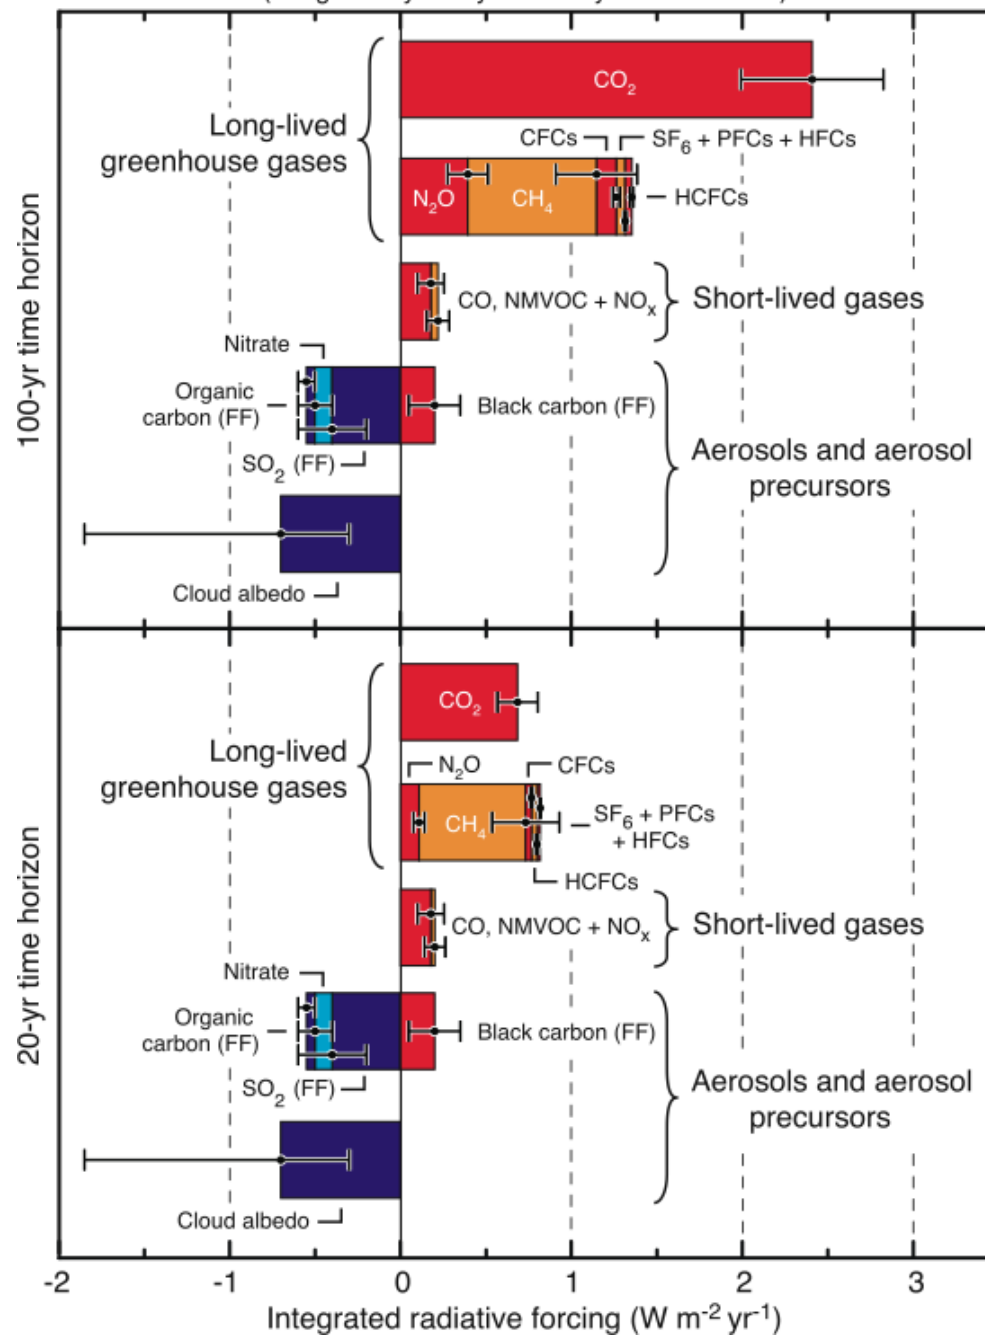 100-yr time horizon
Long-lived
greenhouse gases
CO2
CFCs
SF6 + PFCs + HFCs
N2O
CH4
HCFCs
CO, NMVOC + NOx
Short-lived gases
Nitrate
Organic
carbon (FF)
SO2 (FF)
Black carbon (FF)
Aerosols and aerosol
precursors
Cloud albedo
20-yr time horizon
Long-lived
greenhouse gases
CO2
N2O
CFCs
CH4
SF6 + PFCs
+ HFCs
HCFCs
CO, NMVOC + NOx
Short-lived gases
Nitrate
Organic
carbon (FF)
SO2 (FF)
Black carbon (FF)
Aerosols and aerosol
precursors
Cloud albedo
-2 -1 0 1 2 3
Integrated radiative forcing (W m-2 yr-1)